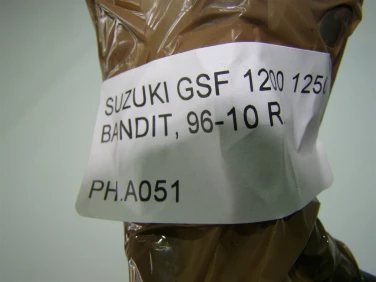 SUZUKI GSF 1200 1250
BANDIT, 96-10 R
PH.A051